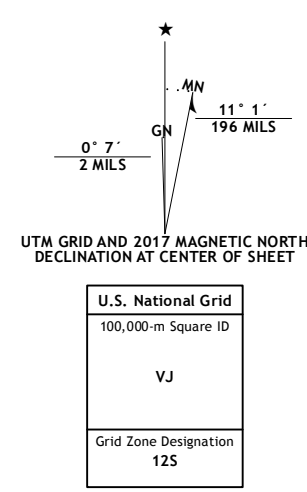 ★
MN
GN
11° 1´
196 MILS
0° 7´
2 MILS
UTM GRID AND 2017 MAGNETIC NORTH
DECLINATION AT CENTER OF SHEET
U.S. National Grid
100,000-m Square ID
VJ
Grid Zone Designation
12S